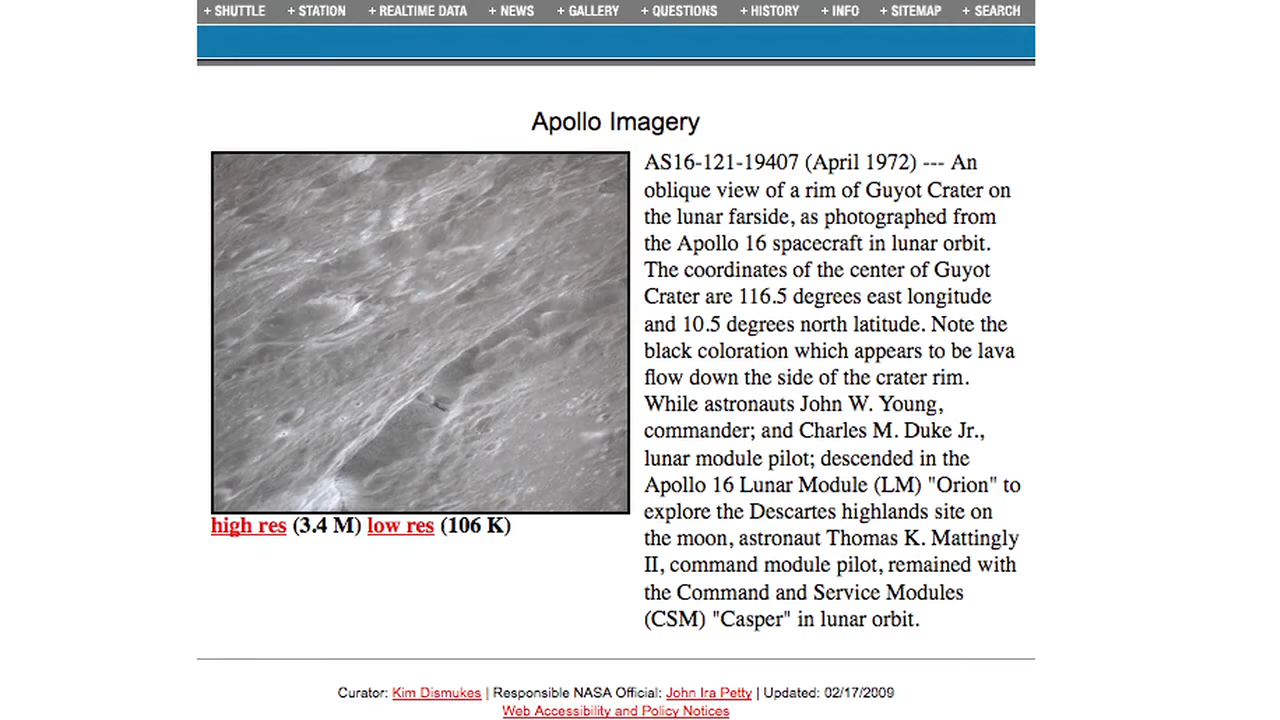 + SHUTTLE + STATION + REALTIME DATA + NEWS + GALLERY + QUESTIONS + HISTORY + INFO + SITEMAP + SEARCH
Apollo Imagery
AS16-121-19407 (April 1972) --- An
oblique view of a rim of Guyot Crater on
the lunar farside, as photographed from
the Apollo 16 spacecraft in lunar orbit.
The coordinates of the center of Guyot
Crater are 116.5 degrees east longitude
and 10.5 degrees north latitude. Note the
black coloration which appears to be lava
flow down the side of the crater rim.
While astronauts John W. Young,
commander; and Charles M. Duke Jr.,
lunar module pilot; descended in the
Apollo 16 Lunar Module (LM) "Orion" to
explore the Descartes highlands site on
the moon, astronaut Thomas K. Mattingly
II, command module pilot, remained with
the Command and Service Modules
(CSM) "Casper" in lunar orbit.
high res (3.4 M) low res (106 K)
Curator: Kim Dismukes | Responsible NASA Official: John Ira Petty | Updated: 02/17/2009
Web Accessibility and Policy Notices